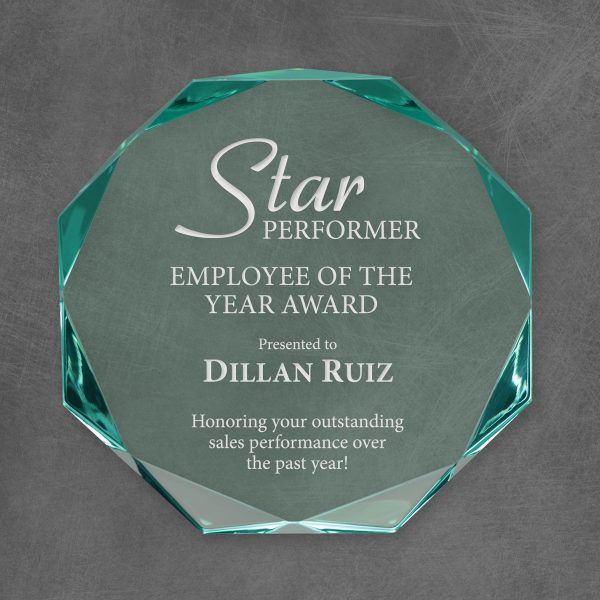 Star
PERFORMER
EMPLOYEE OF THE
YEAR AWARD
Presented to
DILLAN RUIZ
Honoring your outstanding
sales performance over
the past year!